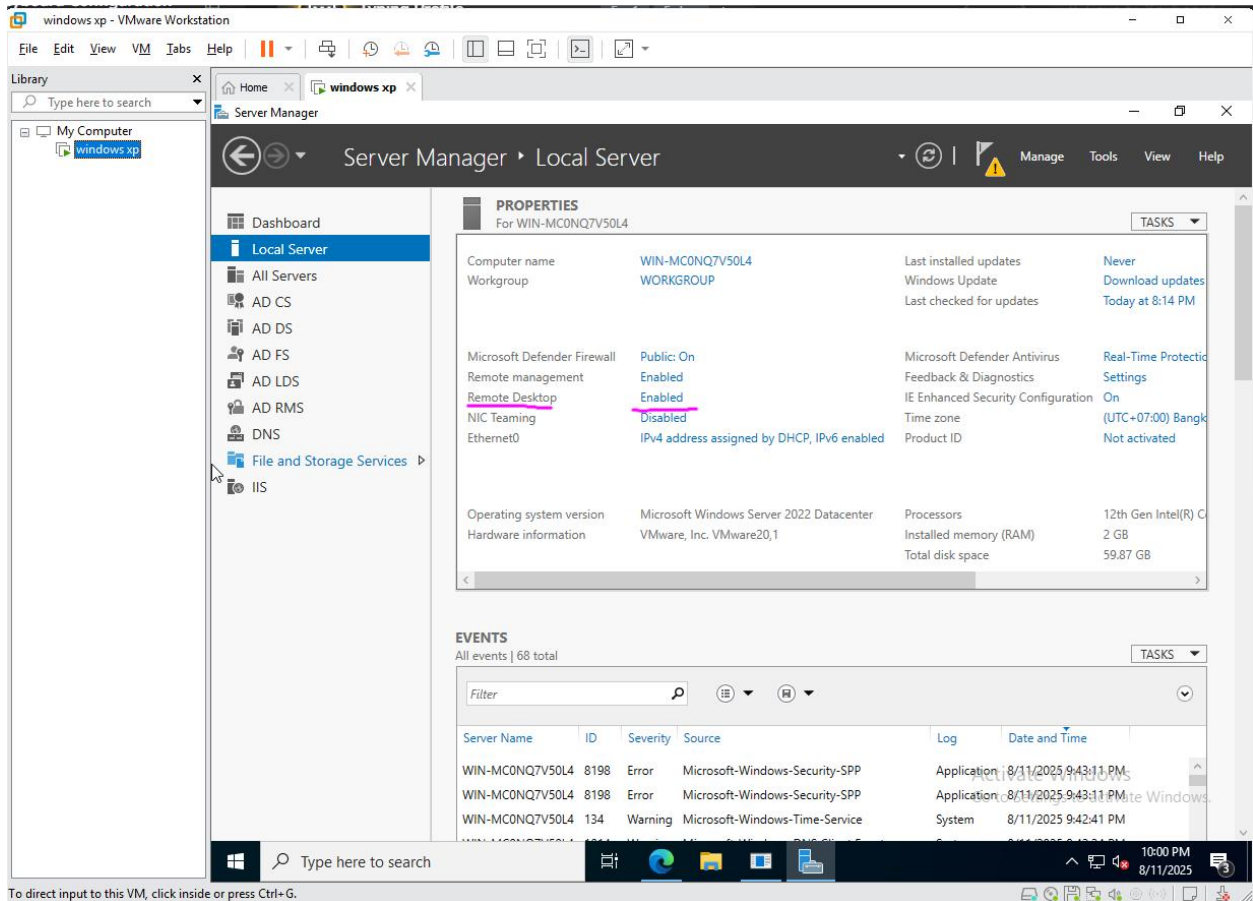 windows xp - VMware Workstation
File Edit View VM Tabs Help
Library
Type here to search
My Computer
windows xp
Home
windows xp
Server Manager
Server Manager • Local Server
Manage Tools View Help
Dashboard
Local Server
All Servers
AD CS
AD DS
AD FS
AD LDS
AD RMS
DNS
File and Storage Services
IIS
PROPERTIES
For WIN-MC0NQ7V50L4
TASKS
Computer name WIN-MC0NQ7V50L4 Last installed updates Never
Workgroup WORKGROUP Windows Update Download updates
Last checked for updates Today at 8:14 PM
Microsoft Defender Firewall Public: On Microsoft Defender Antivirus Real-Time Protectio
Remote management Enabled Feedback & Diagnostics Settings
Remote Desktop Enabled IE Enhanced Security Configuration On
NIC Teaming Disabled Time zone (UTC+07:00) Bangk
Ethernet0 IPv4 address assigned by DHCP, IPv6 enabled Product ID Not activated
Operating system version Microsoft Windows Server 2022 Datacenter Processors 12th Gen Intel(R) C
Hardware information VMware, Inc. VMware20,1 Installed memory (RAM) 2 GB
Total disk space 59.87 GB
EVENTS
All events | 68 total
TASKS
Filter
Server Name ID Severity Source Log Date and Time
WIN-MC0NQ7V50L4 8198 Error Microsoft-Windows-Security-SPP Application 8/11/2025 9:43:11 PM
WIN-MC0NQ7V50L4 8198 Error Microsoft-Windows-Security-SPP Application 8/11/2025 9:43:11 PM
WIN-MC0NQ7V50L4 134 Warning Microsoft-Windows-Time-Service System 8/11/2025 9:42:41 PM
Activate Windows
Go to Settings to activate Windows.
Type here to search
10:00 PM
8/11/2025
3
To direct input to this VM, click inside or press Ctrl+G.